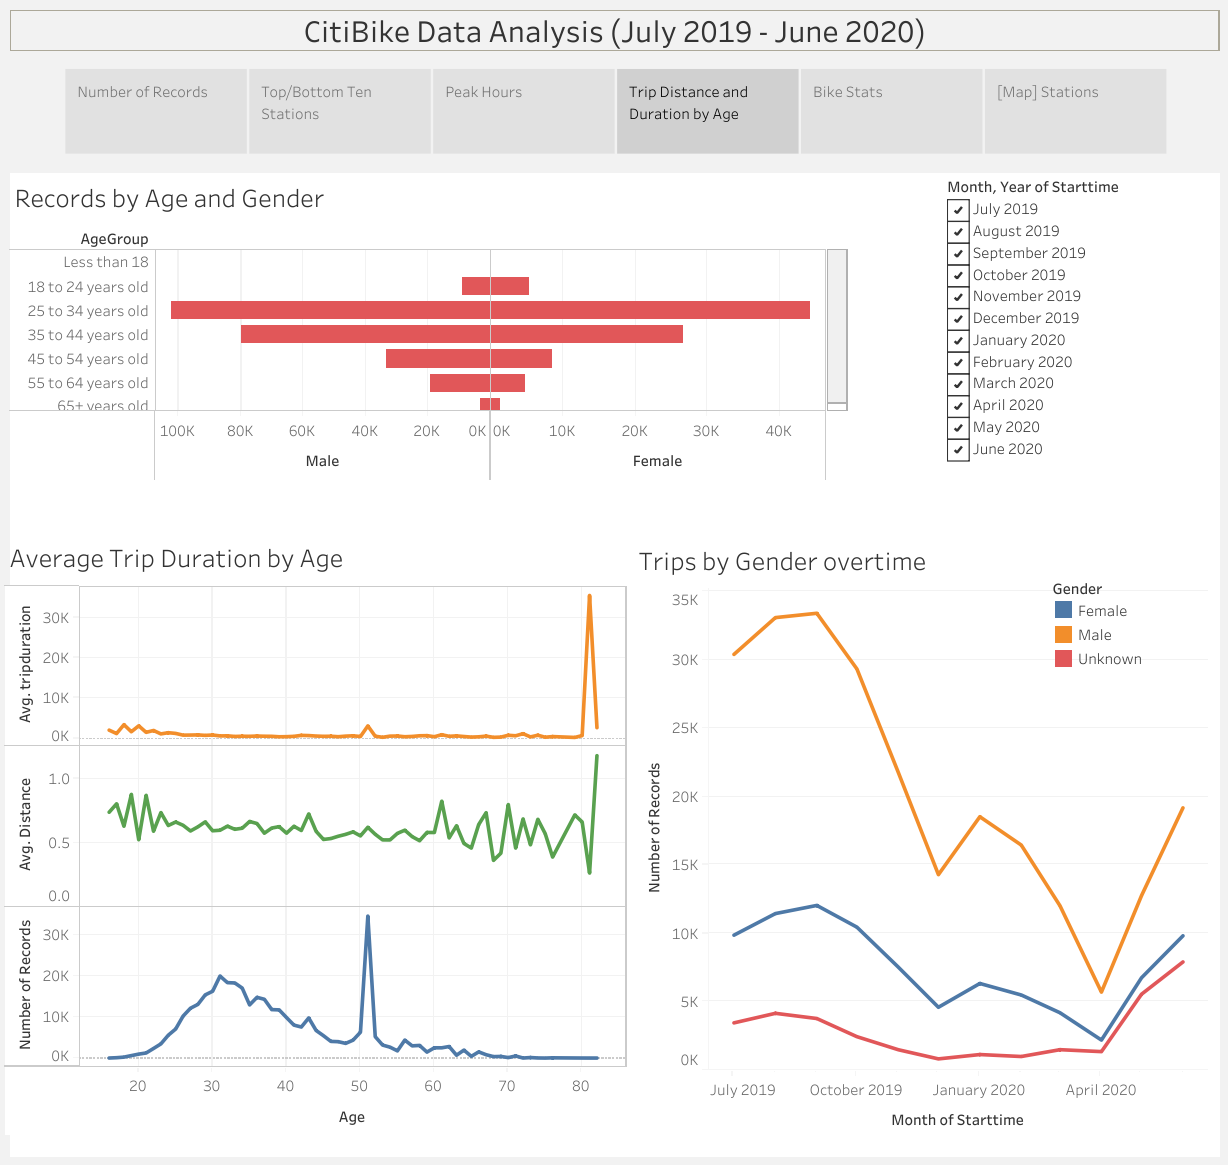 CitiBike Data Analysis (July 2019 - June 2020)
Number of Records
Top/Bottom Ten
Stations
Peak Hours
Trip Distance and
Duration by Age
Bike Stats
[Map] Stations
Records by Age and Gender
AgeGroup
Less than 18
18 to 24 years old
25 to 34 years old
35 to 44 years old
45 to 54 years old
55 to 64 years old
65+ years old
100K 80K 60K 40K 20K 0K 0K 10K 20K 30K 40K
Male Female
Month, Year of Starttime
July 2019
August 2019
September 2019
October 2019
November 2019
December 2019
January 2020
February 2020
March 2020
April 2020
May 2020
June 2020
Average Trip Duration by Age
Avg. tripduration
30K
20K
10K
0K
Avg. Distance
1.0
0.5
0.0
Number of Records
30K
20K
10K
0K
20 30 40 50 60 70 80
Age
Trips by Gender overtime
Gender
Female
Male
Unknown
Number of Records
35K
30K
25K
20K
15K
10K
5K
0K
July 2019 October 2019 January 2020 April 2020
Month of Starttime